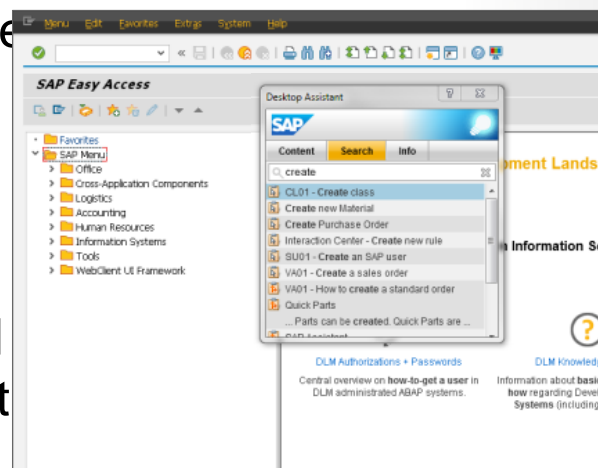 Menu Edit Favorites Extras System Help
SAP Easy Access
Favorites
SAP Menu
Office
Cross-Application Components
Logistics
Accounting
Human Resources
Information Systems
Tools
WebClient UI Framework
Desktop Assistant
SAP
Content Search Info
create
CL01 - Create class
Create new Material
Create Purchase Order
Interaction Center - Create new rule
SU01 - Create an SAP user
VA01 - Create a sales order
VA01 - How to create a standard order
Quick Parts
... Parts can be created. Quick Parts are ...
SAP Assistant
pment Lands
n Information S
DLM Authorizations + Passwords
Central overview on how-to-get a user in
DLM administrated ABAP systems.
DLM Knowled
Information about basi
how regarding Deve
Systems (including